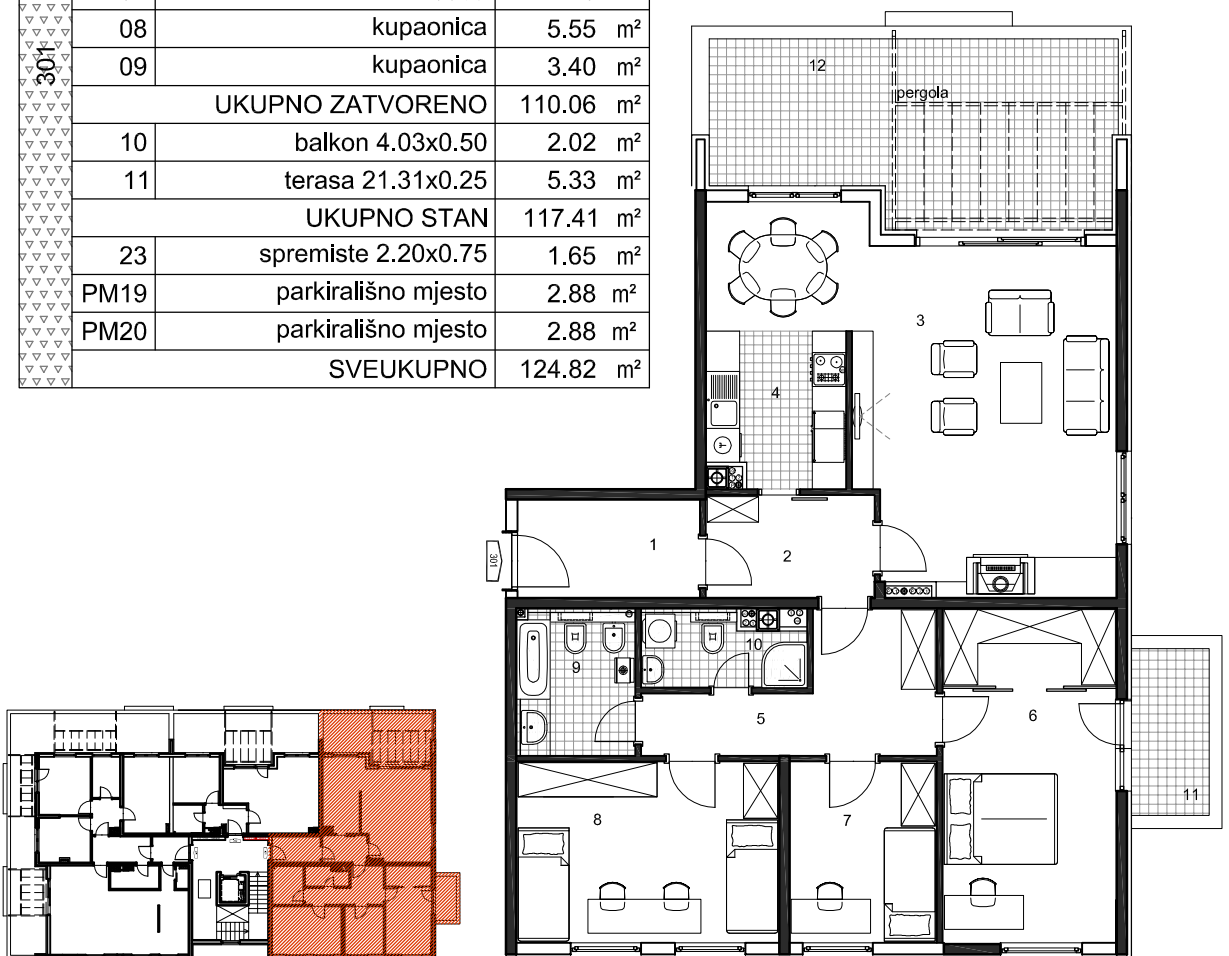 301
08 kupaonica 5.55 m²
09 kupaonica 3.40 m²
UKUPNO ZATVORENO 110.06 m²
10 balkon 4.03x0.50 2.02 m²
11 terasa 21.31x0.25 5.33 m²
UKUPNO STAN 117.41 m²
23 spremiste 2.20x0.75 1.65 m²
PM19 parkirališno mjesto 2.88 m²
PM20 parkirališno mjesto 2.88 m²
SVEUKUPNO 124.82 m²
12
pergola
3
4
1
2
301
9
10
5
6
11
8
7